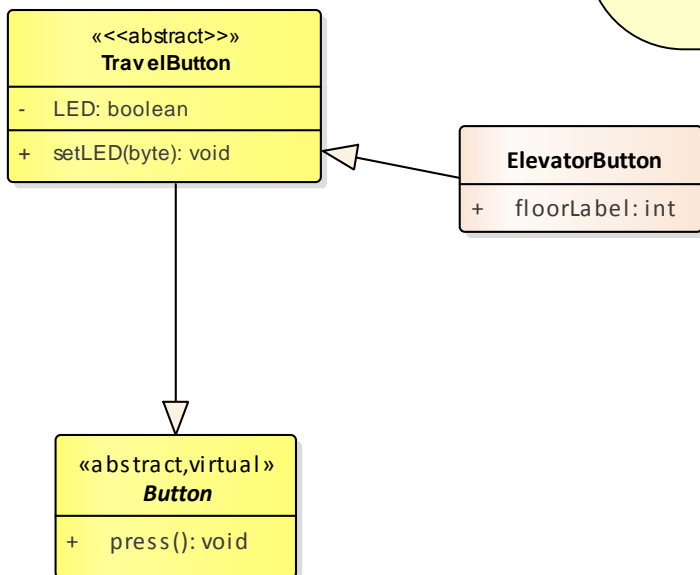 «<<abstract>>»
TravelButton
- LED: boolean
+ setLED(byte): void
ElevatorButton
+ floorLabel: int
«abstract,virtual»
Button
+ press(): void